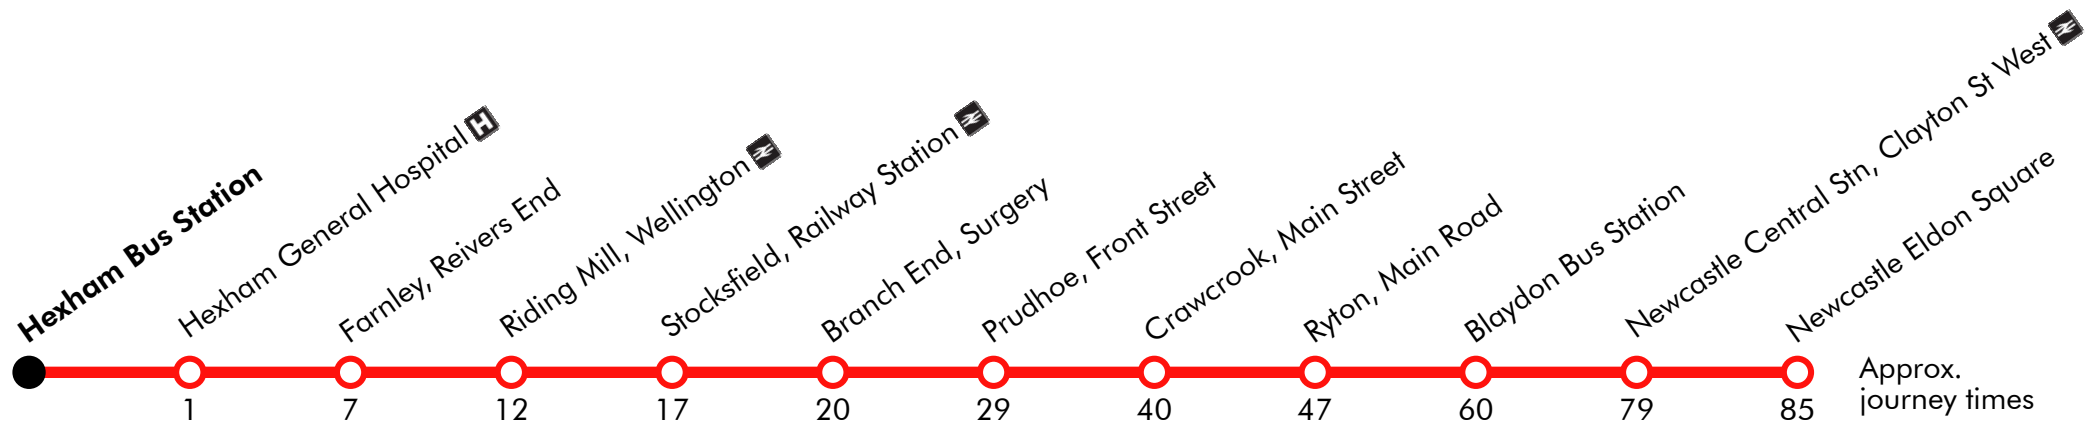 Hexham Bus Station
Hexham General Hospital H
Farnley, Reivers End
Riding Mill, Wellington
Stocksfield, Railway Station
Branch End, Surgery
Prudhoe, Front Street
Crawcrook, Main Street
Ryton, Main Road
Blaydon Bus Station
Newcastle Central Stn, Clayton St West
Newcastle Eldon Square
1 7 12 17 20 29 40 47 60 79 85
Approx.
journey times